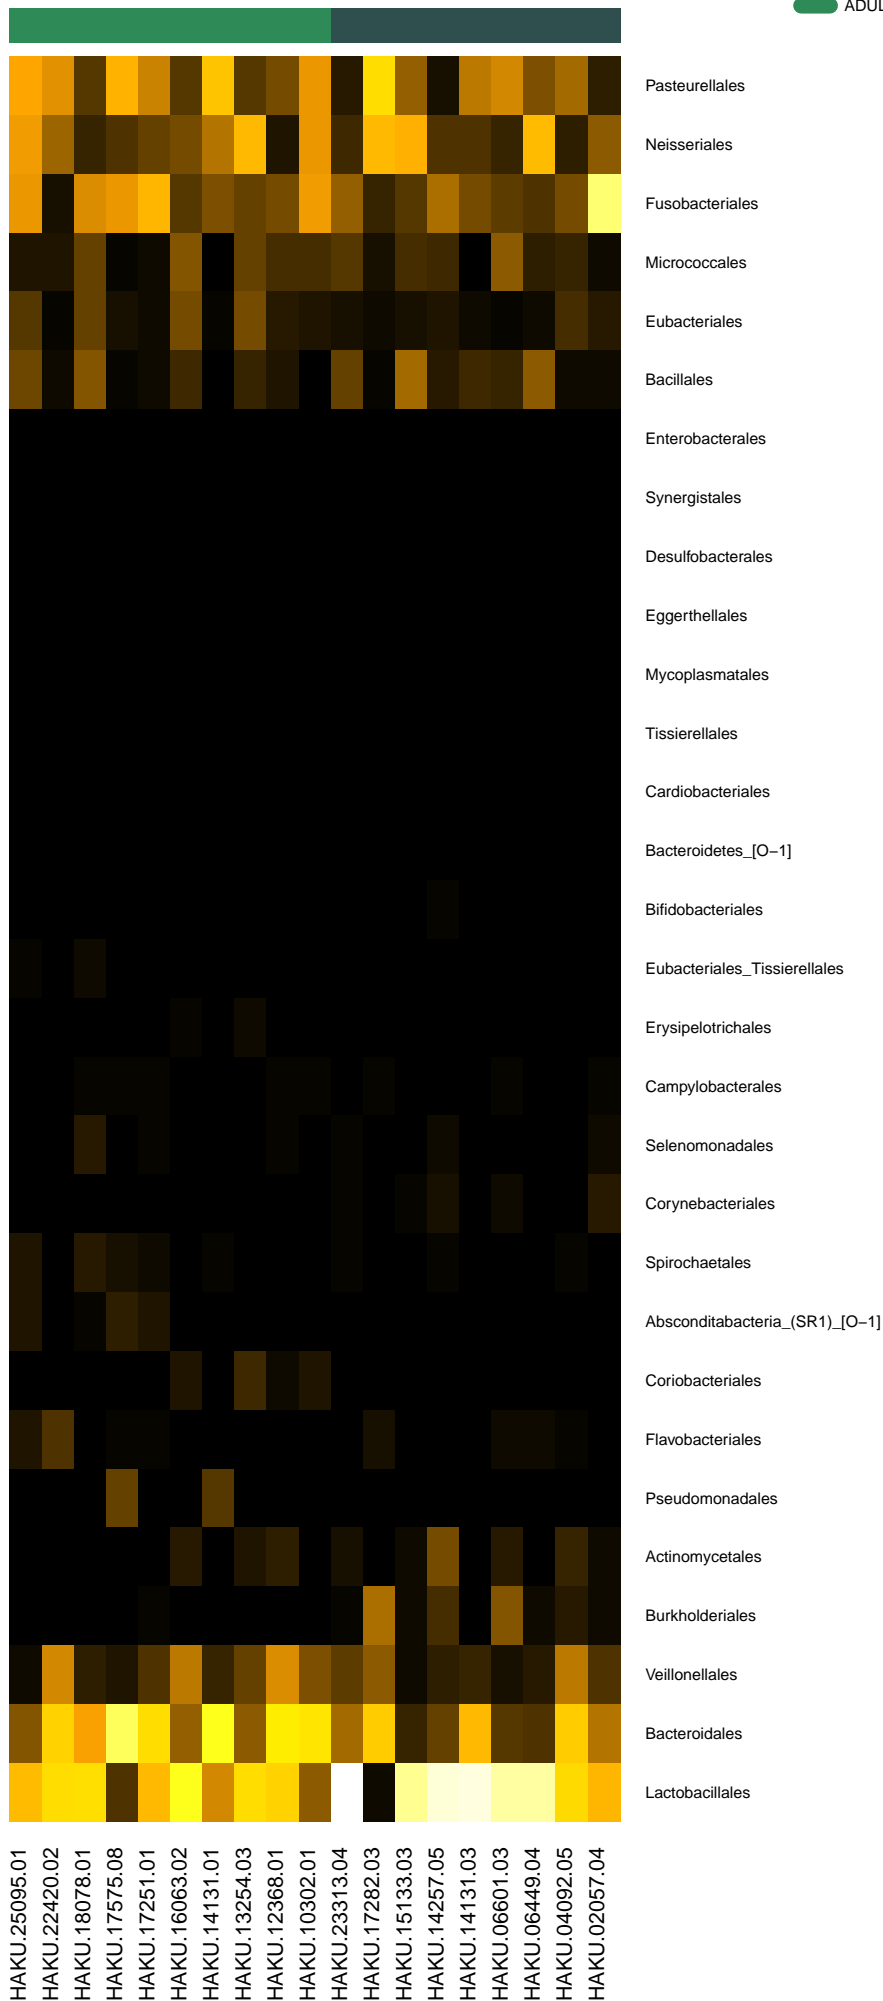 ADUL
Pasteurellales
Neisseriales
Fusobacteriales
Micrococcales
Eubacteriales
Bacillales
Enterobacterales
Synergistales
Desulfobacterales
Eggerthellales
Mycoplasmatales
Tissierellales
Cardiobacteriales
Bacteroidetes_[O−1]
Bifidobacteriales
Eubacteriales_Tissierellales
Erysipelotrichales
Campylobacterales
Selenomonadales
Corynebacteriales
Spirochaetales
Absconditabacteria_(SR1)_[O−1]
Coriobacteriales
Flavobacteriales
Pseudomonadales
Actinomycetales
Burkholderiales
Veillonellales
Bacteroidales
Lactobacillales
HAKU.25095.01
HAKU.22420.02
HAKU.18078.01
HAKU.17575.08
HAKU.17251.01
HAKU.16063.02
HAKU.14131.01
HAKU.13254.03
HAKU.12368.01
HAKU.10302.01
HAKU.23313.04
HAKU.17282.03
HAKU.15133.03
HAKU.14257.05
HAKU.14131.03
HAKU.06601.03
HAKU.06449.04
HAKU.04092.05
HAKU.02057.04